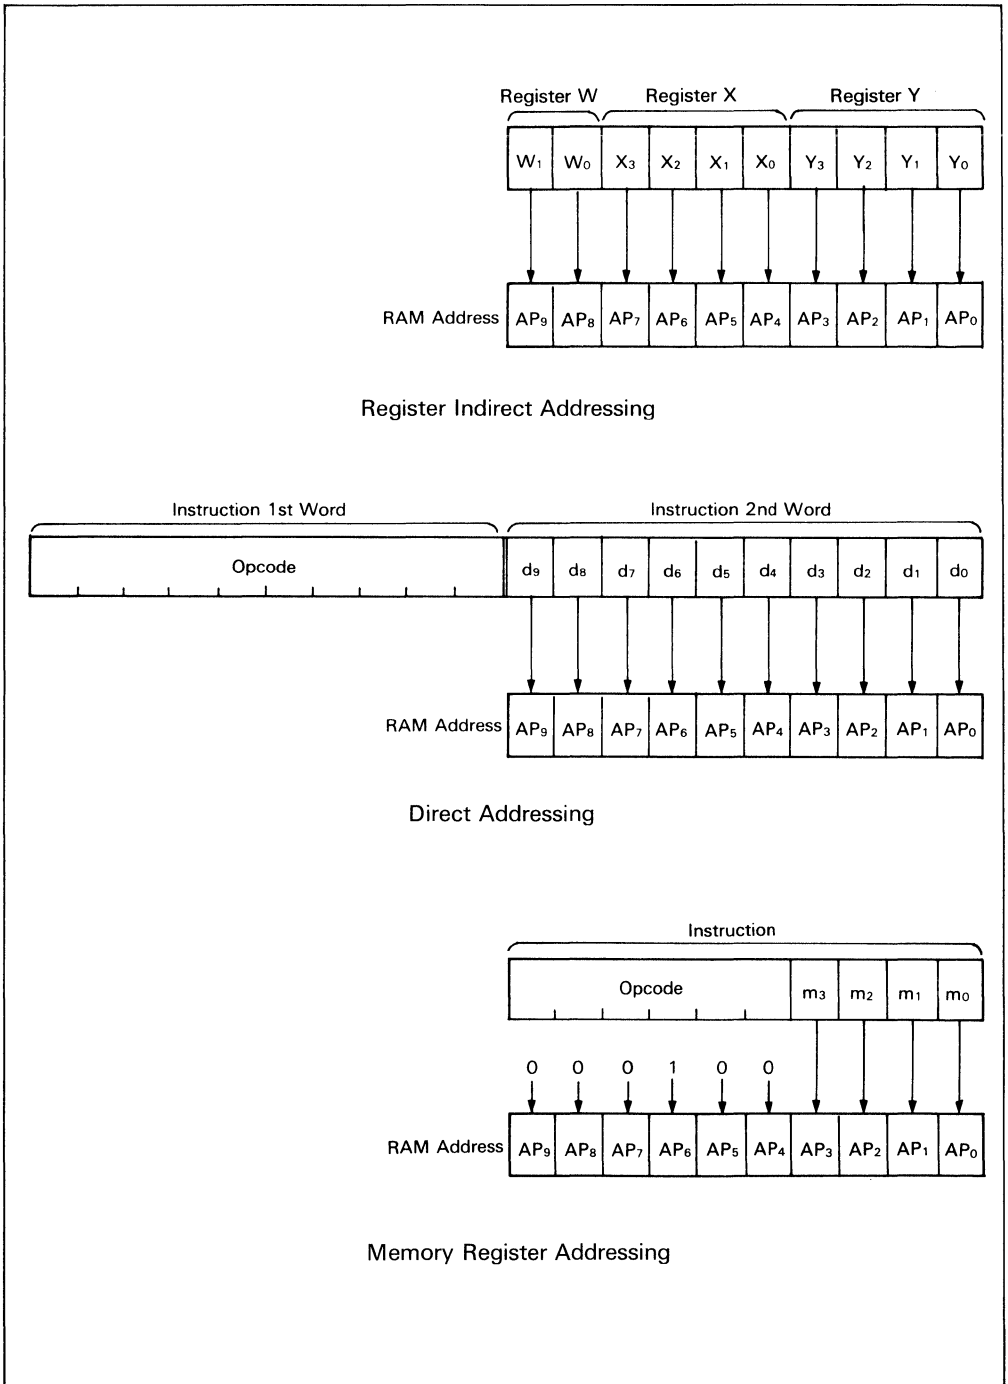 Register W Register X Register Y
W₁ W₀ X₃ X₂ X₁ X₀ Y₃ Y₂ Y₁ Y₀
RAM Address AP₉ AP₈ AP₇ AP₆ AP₅ AP₄ AP₃ AP₂ AP₁ AP₀
Register Indirect Addressing
Instruction 1st Word Instruction 2nd Word
Opcode d₉ d₈ d₇ d₆ d₅ d₄ d₃ d₂ d₁ d₀
RAM Address AP₉ AP₈ AP₇ AP₆ AP₅ AP₄ AP₃ AP₂ AP₁ AP₀
Direct Addressing
Instruction
Opcode m₃ m₂ m₁ m₀
0 0 0 1 0 0
RAM Address AP₉ AP₈ AP₇ AP₆ AP₅ AP₄ AP₃ AP₂ AP₁ AP₀
Memory Register Addressing